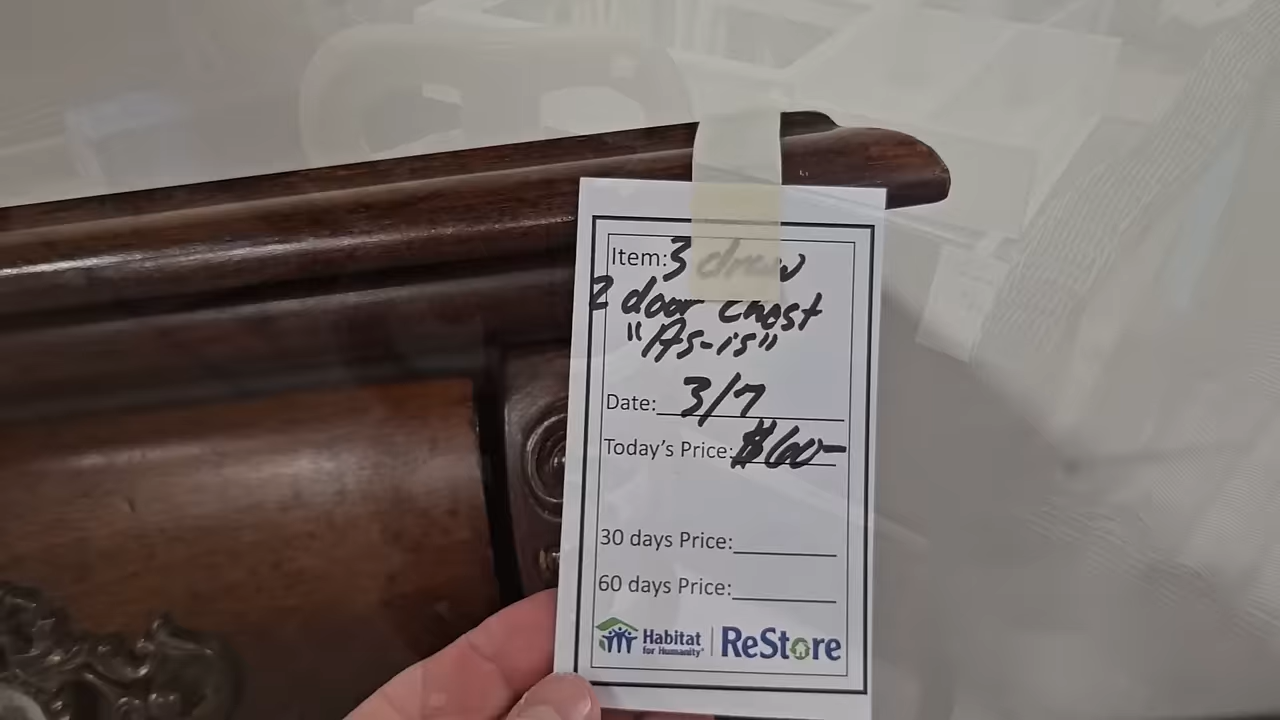 Item: 3 draw
2 door chest
"As-is"
Date: 3/7
Today's Price: $60-
30 days Price:
60 days Price:
Habitat for Humanity® | ReStore